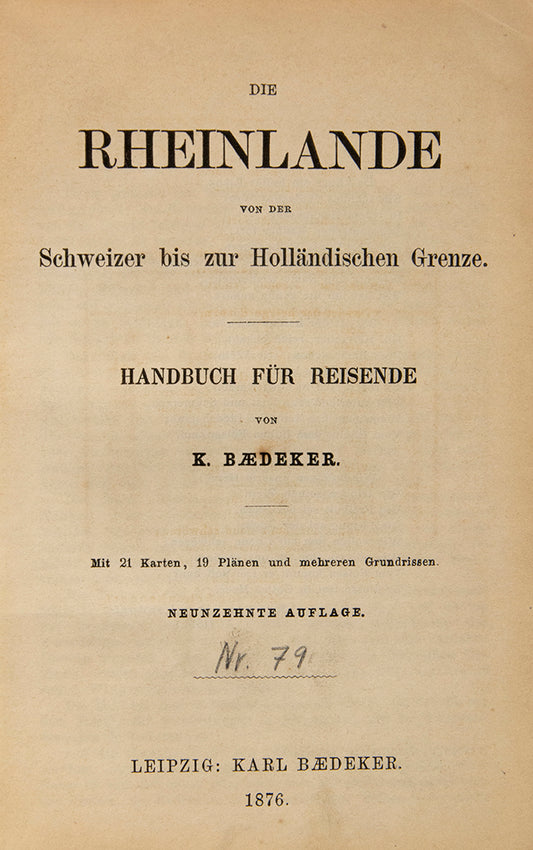 DIE
RHEINLANDE
VON DER
Schweizer bis zur Holländischen Grenze.
HANDBUCH FÜR REISENDE
VON
K. BÆDEKER.
Mit 21 Karten, 19 Plänen und mehreren Grundrissen.
NEUNZEHNTE AUFLAGE.
Nr. 79
LEIPZIG: KARL BÆDEKER.
1876.